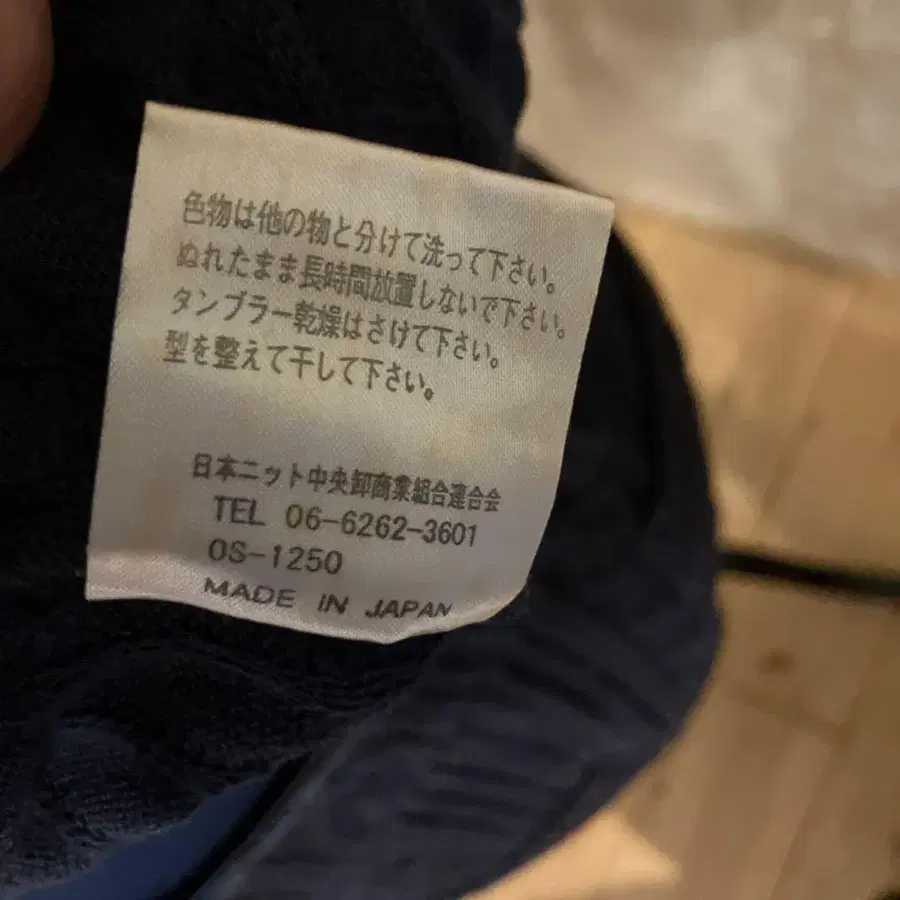 色物は他の物と分けて洗って下さい。
ぬれたまま長時間放置しないで下さい。
タンブラー乾燥はさけて下さい。
型を整えて干して下さい。
日本ニット中央卸商業組合連合会
TEL 06-6262-3601
OS-1250
MADE IN JAPAN